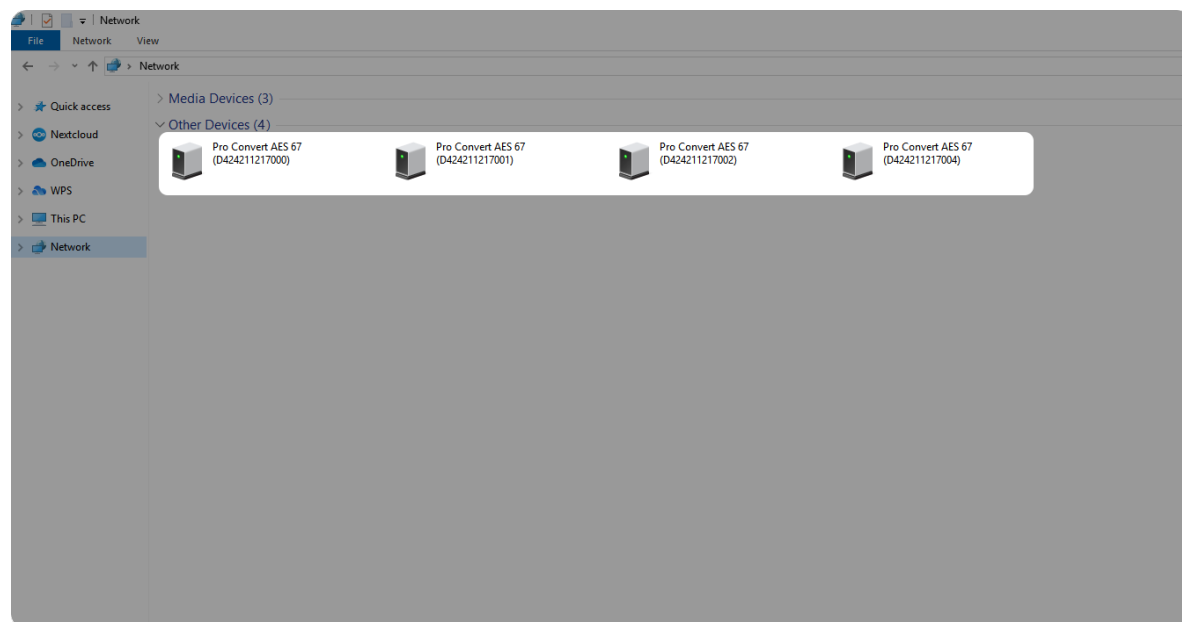 Network
File Network View
Network
Quick access
Nextcloud
OneDrive
WPS
This PC
Network
Media Devices (3)
Other Devices (4)
Pro Convert AES 67
(D424211217000)
Pro Convert AES 67
(D424211217001)
Pro Convert AES 67
(D424211217002)
Pro Convert AES 67
(D424211217004)